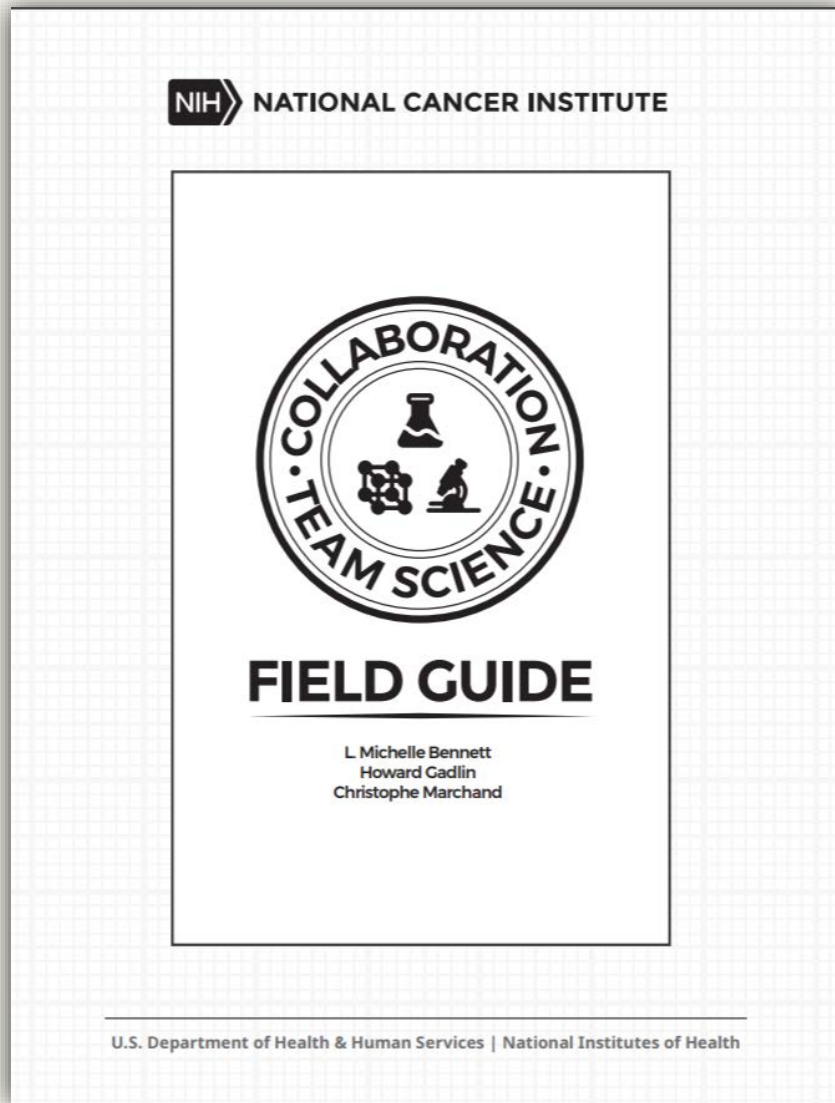 NIH NATIONAL CANCER INSTITUTE
COLLABORATION
TEAM SCIENCE
FIELD GUIDE
L. Michelle Bennett
Howard Gadlin
Christophe Marchand
U.S. Department of Health & Human Services | National Institutes of Health